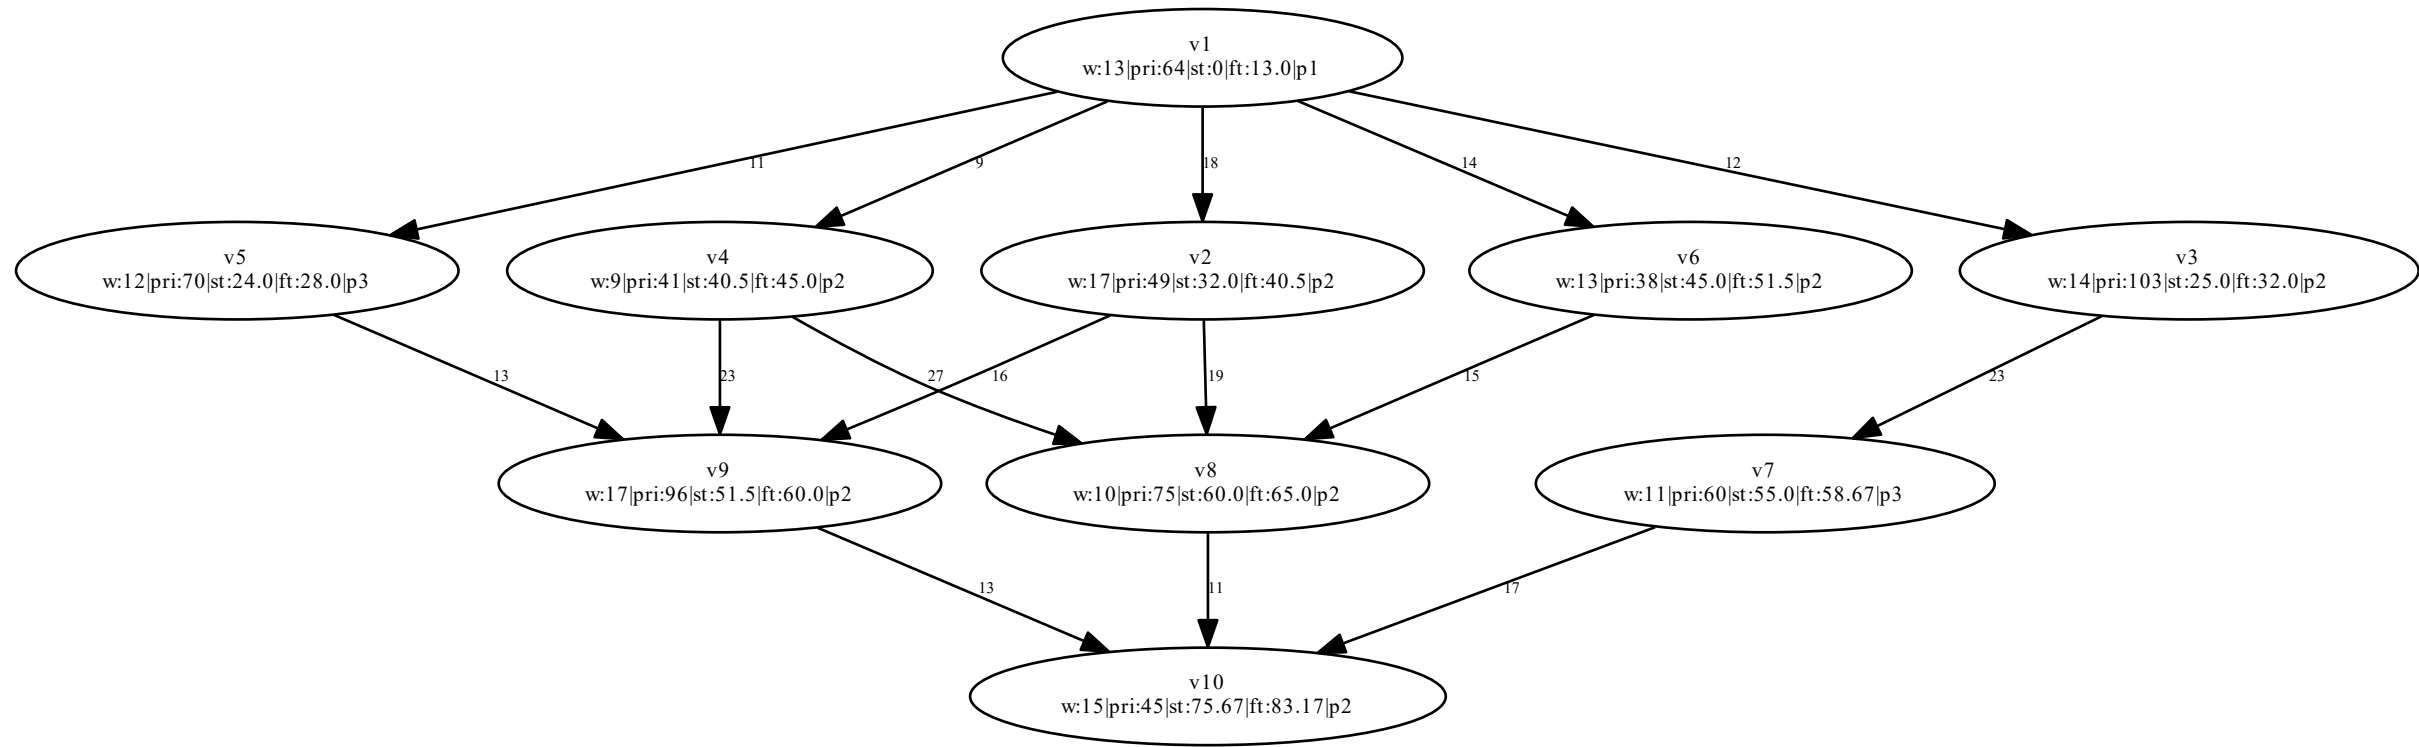 v1
w:13|pri:64|st:0|ft:13.0|p1
11
9
18
14
12
v5
w:12|pri:70|st:24.0|ft:28.0|p3
v4
w:9|pri:41|st:40.5|ft:45.0|p2
v2
w:17|pri:49|st:32.0|ft:40.5|p2
v6
w:13|pri:38|st:45.0|ft:51.5|p2
v3
w:14|pri:103|st:25.0|ft:32.0|p2
13
23
27
16
19
15
23
v9
w:17|pri:96|st:51.5|ft:60.0|p2
v8
w:10|pri:75|st:60.0|ft:65.0|p2
v7
w:11|pri:60|st:55.0|ft:58.67|p3
13
11
17
v10
w:15|pri:45|st:75.67|ft:83.17|p2